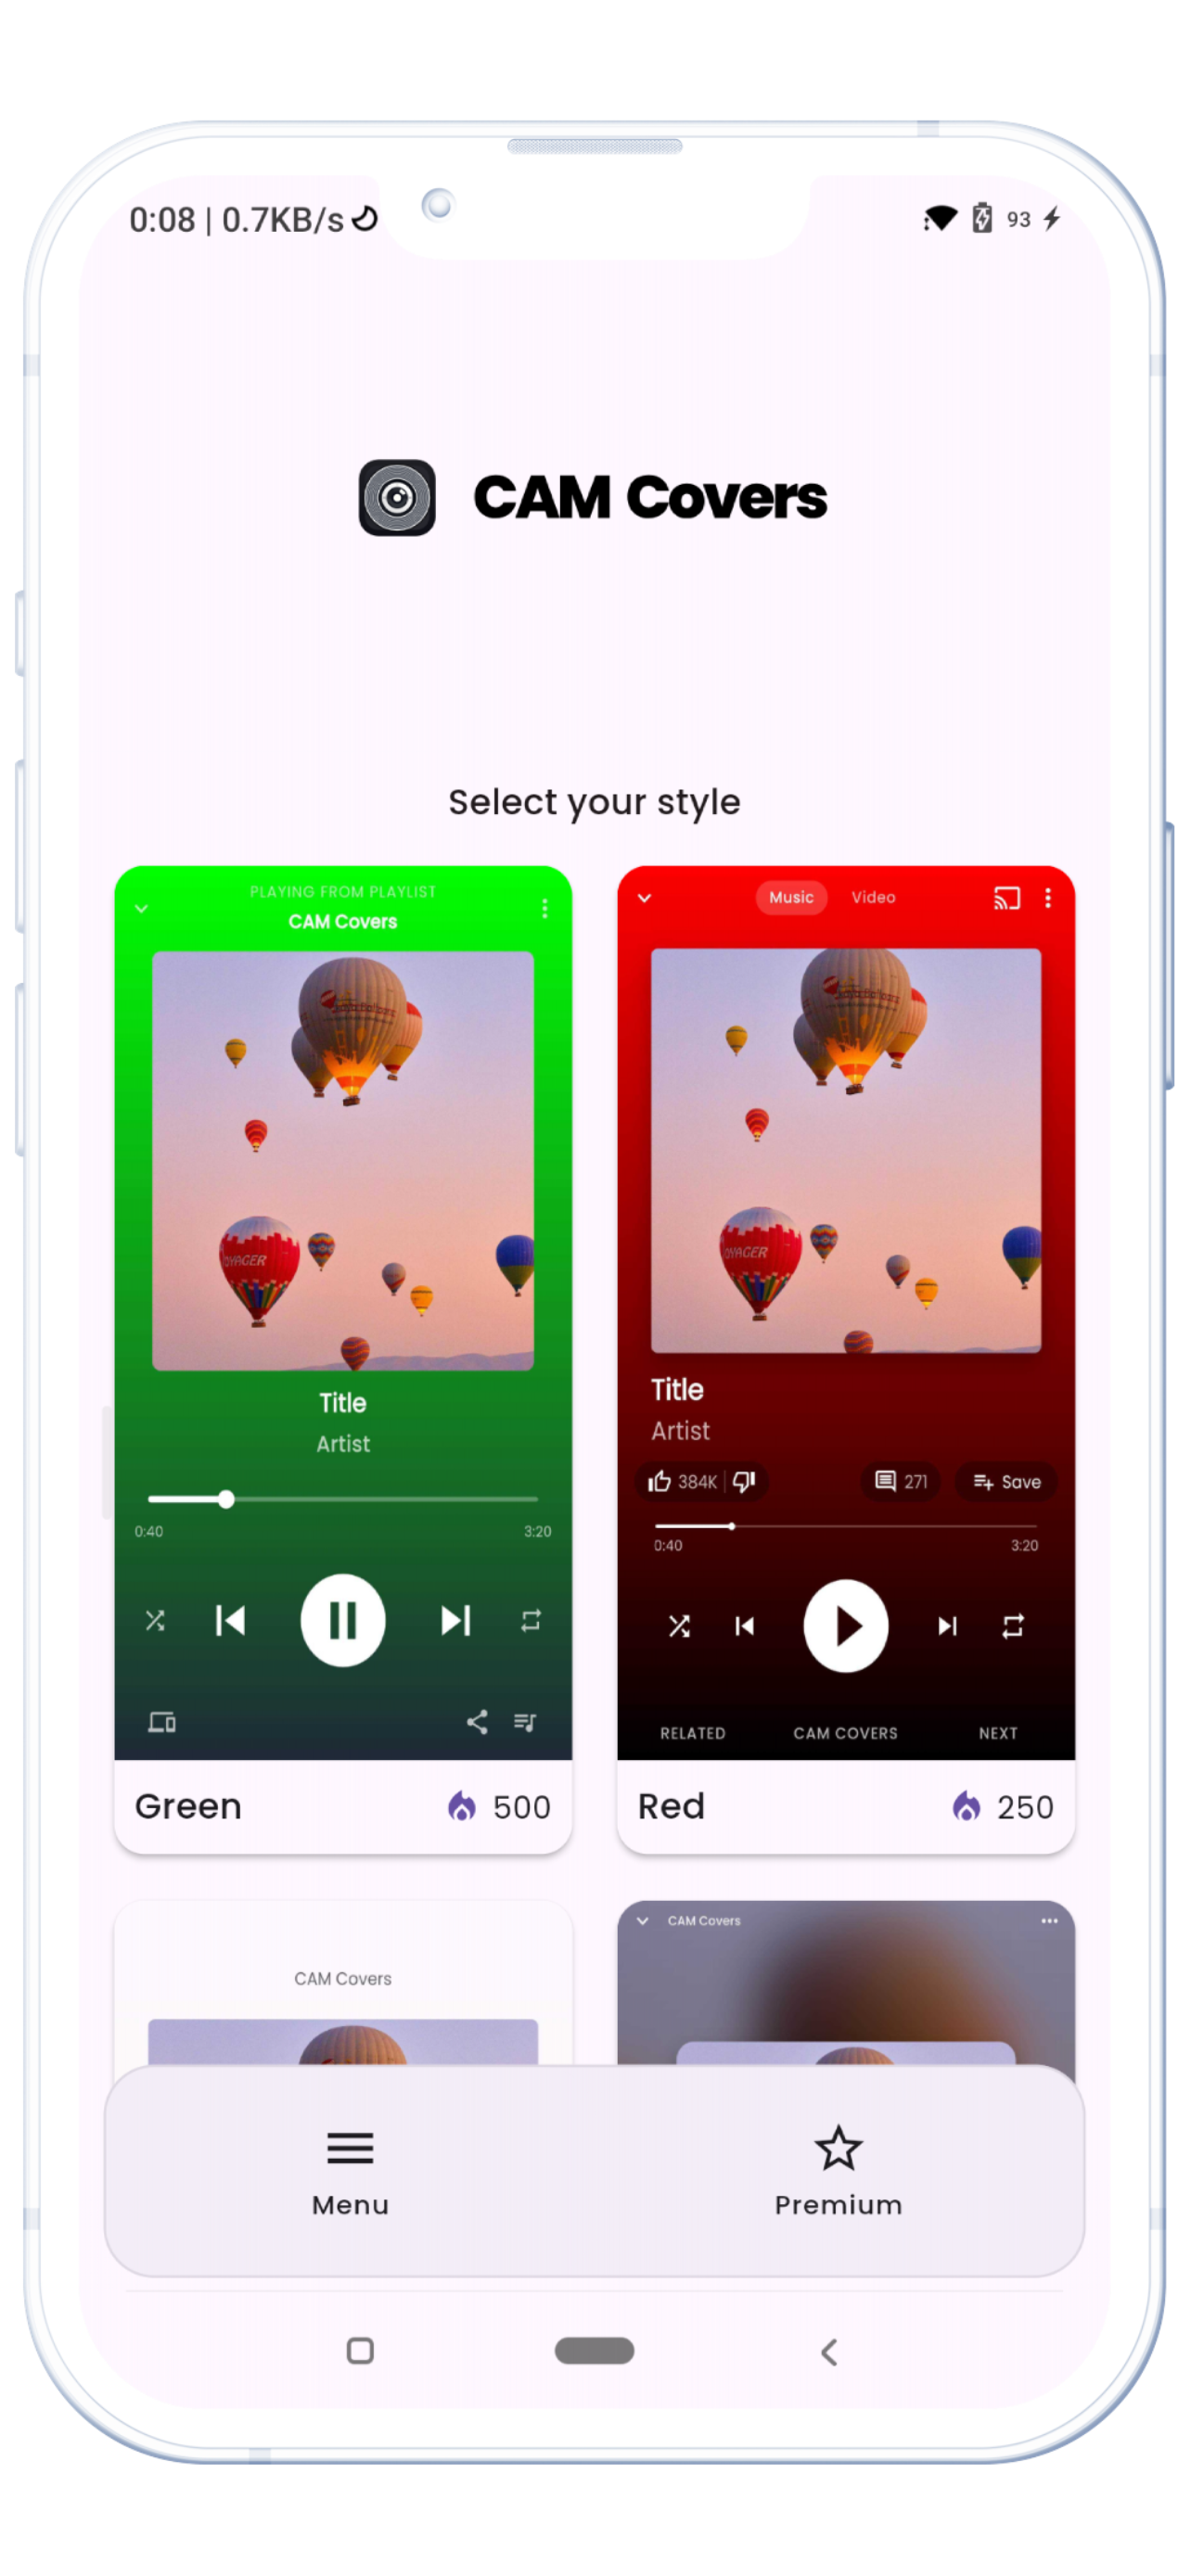 0:08 | 0.7KB/s
93
CAM Covers
Select your style
PLAYING FROM PLAYLIST
CAM Covers
OYAGER
Title
Artist
0:40 3:20
Green 500
Music Video
OYAGER
Title
Artist
384K 271 Save
0:40 3:20
RELATED CAM COVERS NEXT
Red 250
CAM Covers
CAM Covers
Menu Premium